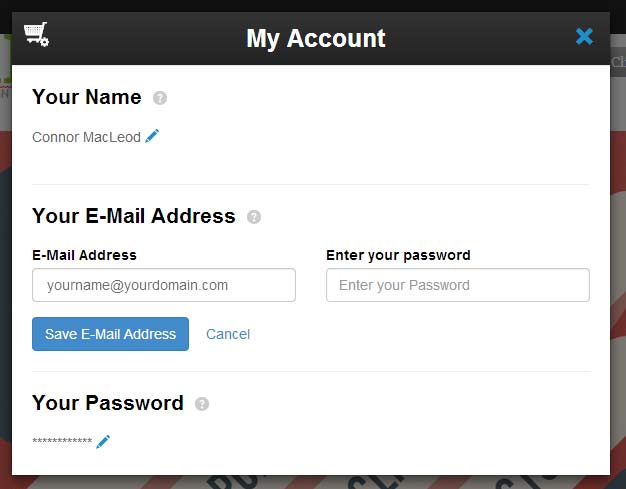 My Account
Your Name ?
Connor MacLeod
Your E-Mail Address ?
E-Mail Address Enter your password
yourname@yourdomain.com Enter your Password
Save E-Mail Address Cancel
Your Password ?
************